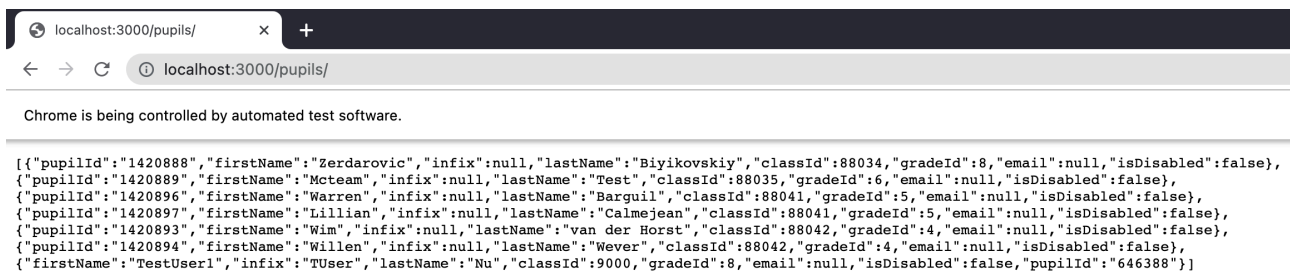 localhost:3000/pupils/
localhost:3000/pupils/
Chrome is being controlled by automated test software.
[{"pupilId":"1420888","firstName":"Zerdarovic","infix":null,"lastName":"Biyikovskiy","classId":88034,"gradeId":8,"email":null,"isDisabled":false},
{"pupilId":"1420889","firstName":"Mcteam","infix":null,"lastName":"Test","classId":88035,"gradeId":6,"email":null,"isDisabled":false},
{"pupilId":"1420896","firstName":"Warren","infix":null,"lastName":"Barguil","classId":88041,"gradeId":5,"email":null,"isDisabled":false},
{"pupilId":"1420897","firstName":"Lillian","infix":null,"lastName":"Calmejean","classId":88041,"gradeId":5,"email":null,"isDisabled":false},
{"pupilId":"1420893","firstName":"Wim","infix":null,"lastName":"van der Horst","classId":88042,"gradeId":4,"email":null,"isDisabled":false},
{"pupilId":"1420894","firstName":"Willen","infix":null,"lastName":"Wever","classId":88042,"gradeId":4,"email":null,"isDisabled":false},
{"firstName":"TestUser1","infix":"TUser","lastName":"Nu","classId":9000,"gradeId":8,"email":null,"isDisabled":false,"pupilId":"646388"}]